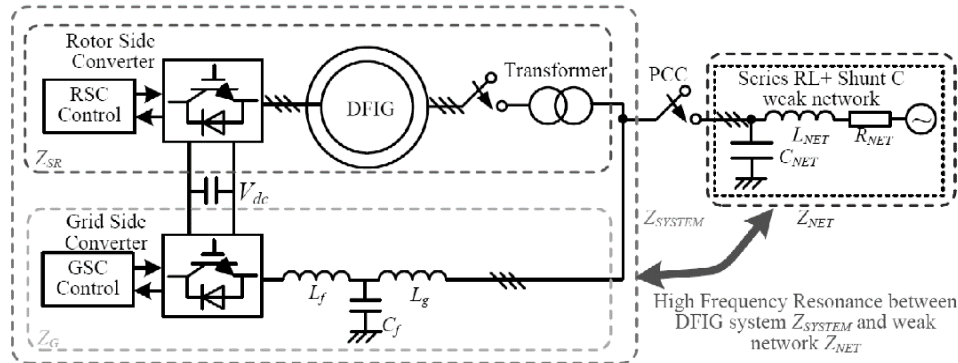 Rotor Side
Converter
RSC
Control
Z_SR
DFIG
Transformer
PCC
Series RL+ Shunt C
weak network
L_NET
R_NET
C_NET
Z_NET
V_dc
Grid Side
Converter
GSC
Control
Z_G
L_f
L_g
C_f
Z_SYSTEM
High Frequency Resonance between
DFIG system Z_SYSTEM and weak
network Z_NET